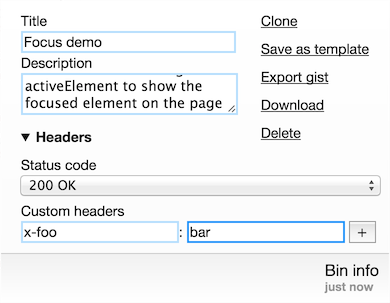 Title
Focus demo
Description
activeElement to show the
focused element on the page
Clone
Save as template
Export gist
Download
Delete
▼ Headers
Status code
200 OK
Custom headers
x-foo : bar +
Bin info
just now